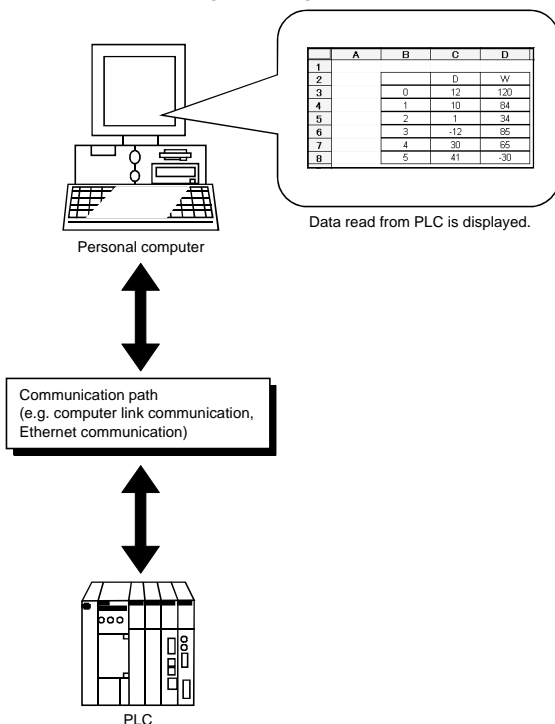 A B C D
1
2 D W
3 0 12 120
4 1 10 84
5 2 1 34
6 3 -12 85
7 4 30 65
8 5 41 -30
Data read from PLC is displayed.
Personal computer
Communication path
(e.g. computer link communication,
Ethernet communication)
PLC